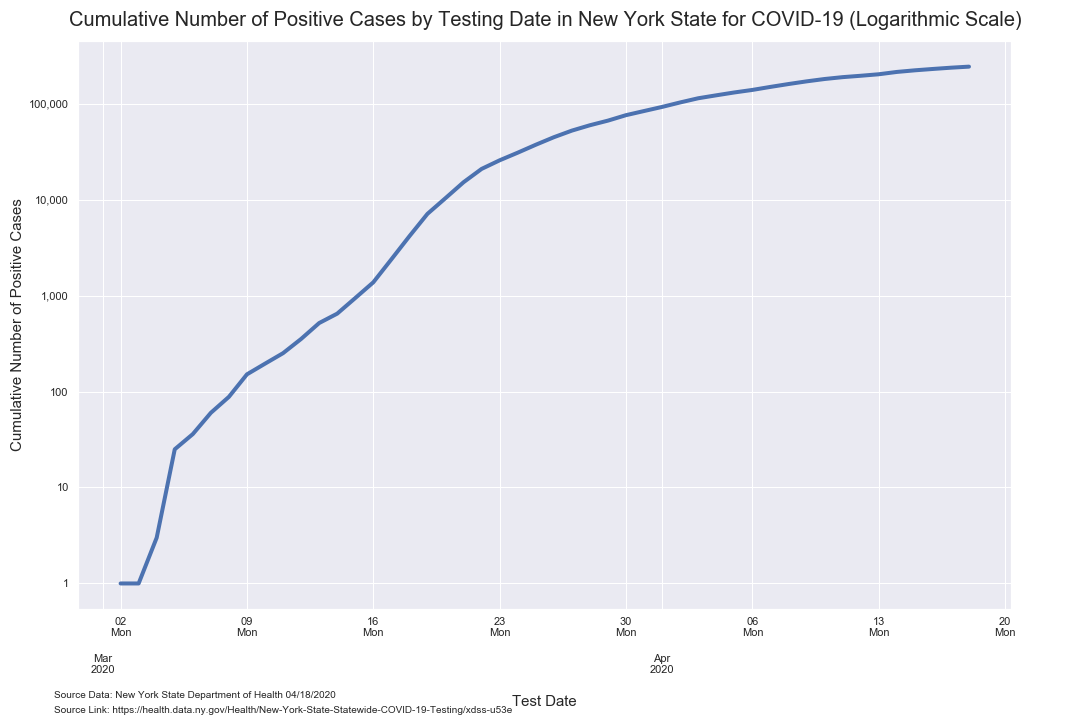 Cumulative Number of Positive Cases by Testing Date in New York State for COVID-19 (Logarithmic Scale)
Cumulative Number of Positive Cases
100,000
10,000
1,000
100
10
1
02 09 16 23 30 06 13 20
Mon Mon Mon Mon Mon Mon Mon Mon
Mar Apr
2020 2020
Test Date
Source Data: New York State Department of Health 04/18/2020
Source Link: https://health.data.ny.gov/Health/New-York-State-Statewide-COVID-19-Testing/xdss-u53e